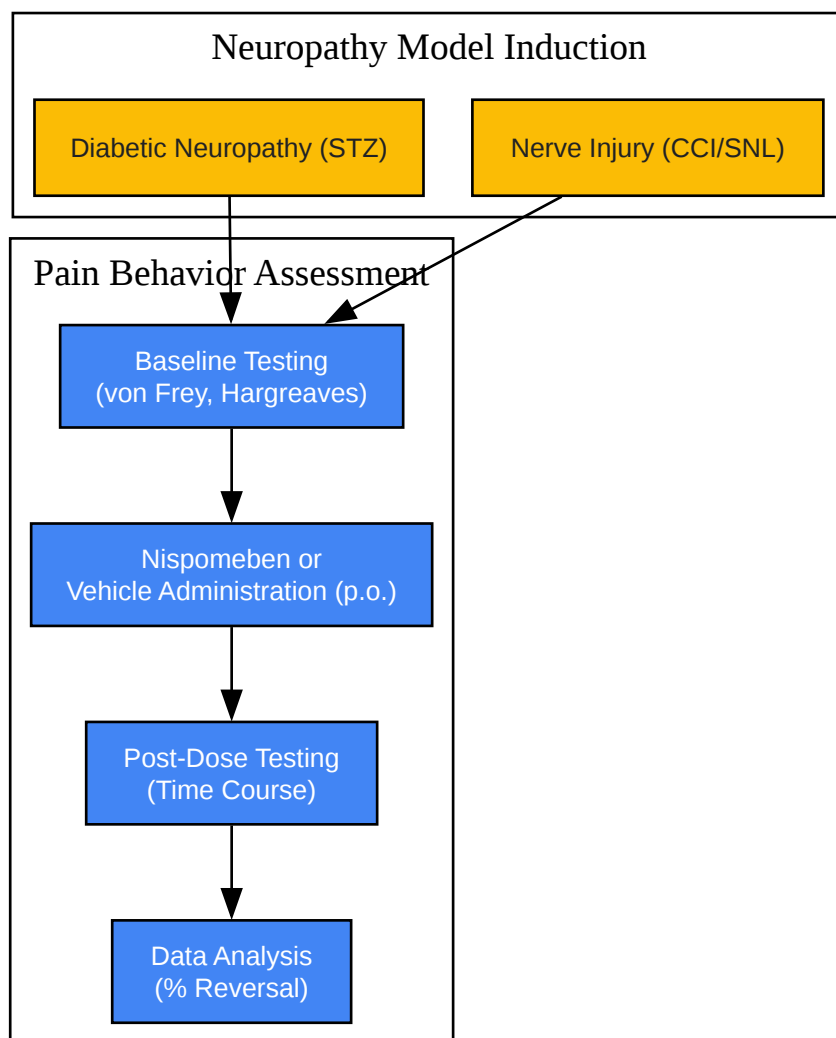 Neuropathy Model Induction
Diabetic Neuropathy (STZ)
Nerve Injury (CCI/SNL)
Pain Behavior Assessment
Baseline Testing
(von Frey, Hargreaves)
Nispomeben or
Vehicle Administration (p.o.)
Post-Dose Testing
(Time Course)
Data Analysis
(% Reversal)